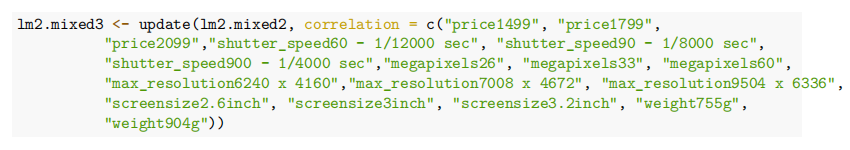 lm2.mixed3 <- update(lm2.mixed2, correlation = c("price1499", "price1799",
"price2099","shutter_speed60 - 1/12000 sec", "shutter_speed90 - 1/8000 sec",
"shutter_speed900 - 1/4000 sec","megapixels26", "megapixels33", "megapixels60",
"max_resolution6240 x 4160","max_resolution7008 x 4672", "max_resolution9504 x 6336",
"screensize2.6inch", "screensize3inch", "screensize3.2inch", "weight755g",
"weight904g"))